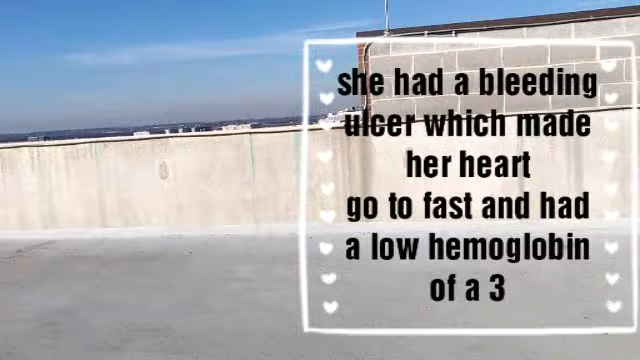 she had a bleeding
ulcer which made
her heart
go to fast and had
a low hemoglobin
of a 3